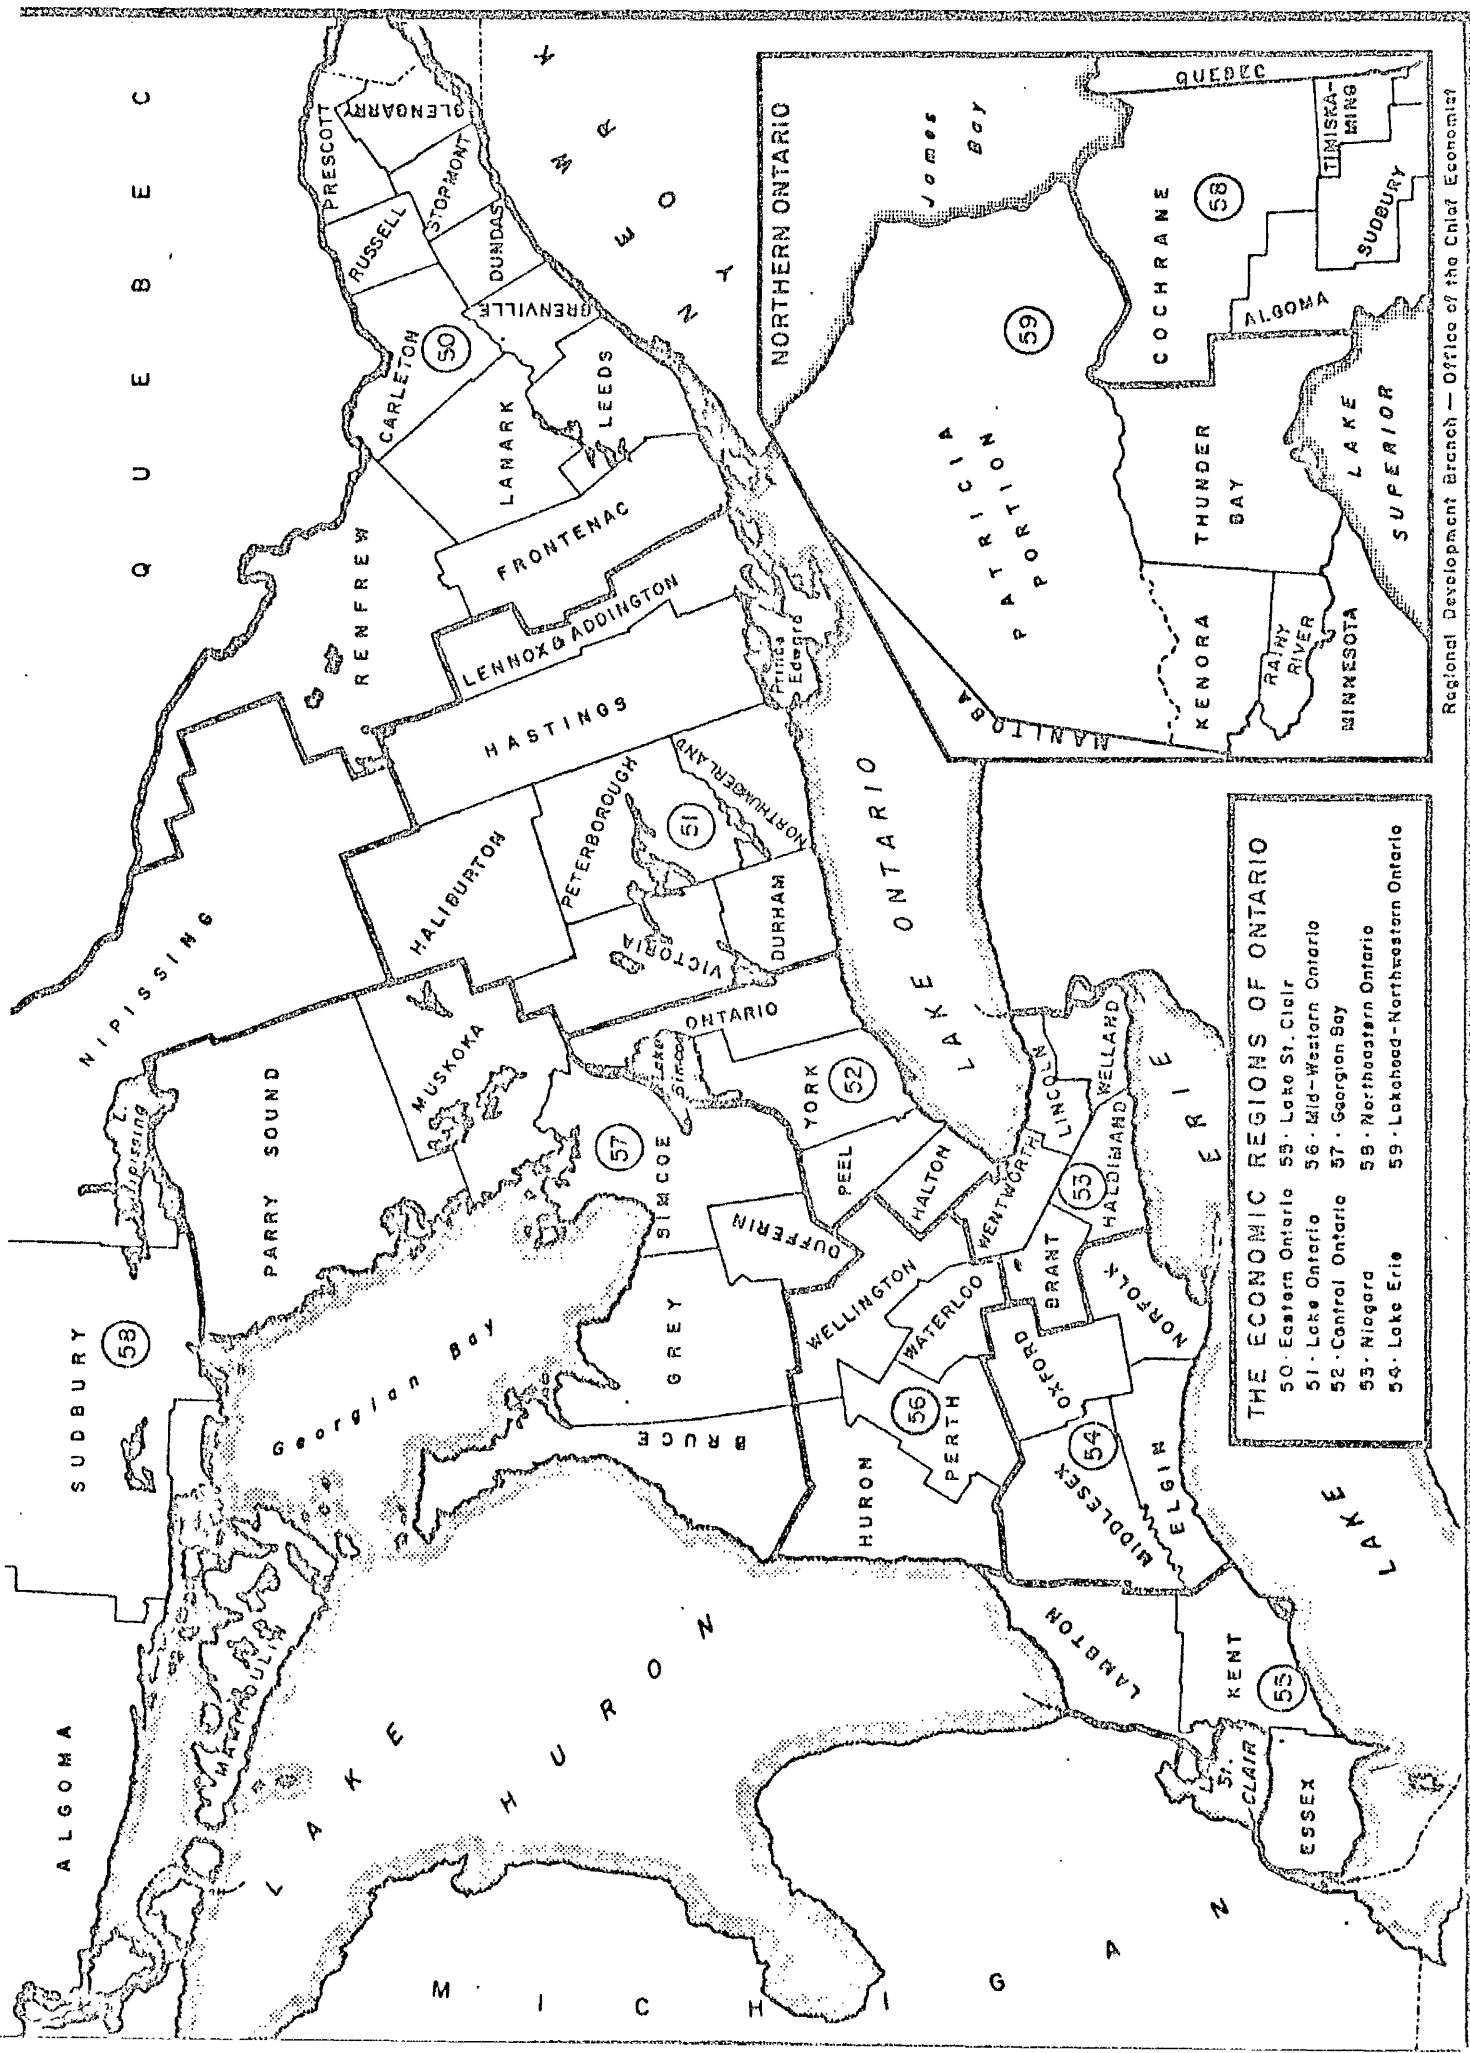 QUEBEC
NEW YORK
PRESCOTT
GLENGARRY
RUSSELL
STORMONT
DUNDAS
CARLETON
50
GRENVILLE
LANARK
LEEDS
RENFREW
FRONTENAC
LENNOX & ADDINGTON
HASTINGS
Prince
Edward
NIPISSING
HALIBURTON
PETERBOROUGH
51
NORTHUMBERLAND
VICTORIA
DURHAM
LAKE ONTARIO
L.
Nipissing
PARRY SOUND
MUSKOKA
ONTARIO
Lake
Simcoe
YORK
52
57
SIMCOE
PEEL
HALTON
DUFFERIN
WENTWORTH
LINCOLN
WELLAND
53
HALDIMAND
BRANT
NORFOLK
SUDBURY
58
Georgian Bay
GREY
BRUCE
WELLINGTON
WATERLOO
56
PERTH
HURON
OXFORD
54
MIDDLESEX
ELGIN
LAKE ERIE
ALGOMA
MANITOULIN
LAKE HURON
LAMBTON
KENT
55
L.
St.
CLAIR
ESSEX
MICHIGAN
NORTHERN ONTARIO
James
Bay
QUEBEC
59
PATRICIA
PORTION
COCHRANE
58
TIMISKA-
MING
SUDBURY
ALGOMA
THUNDER
BAY
LAKE
SUPERIOR
MANITOBA
KENORA
RAINY
RIVER
MINNESOTA
THE ECONOMIC REGIONS OF ONTARIO
50 · Eastern Ontario
51 · Lake Ontario
52 · Central Ontario
53 · Niagara
54 · Lake Erie
55 · Lake St. Clair
56 · Mid-Western Ontario
57 · Georgian Bay
58 · Northeastern Ontario
59 · Lakehead-Northwestern Ontario
Regional Development Branch — Office of the Chief Economist